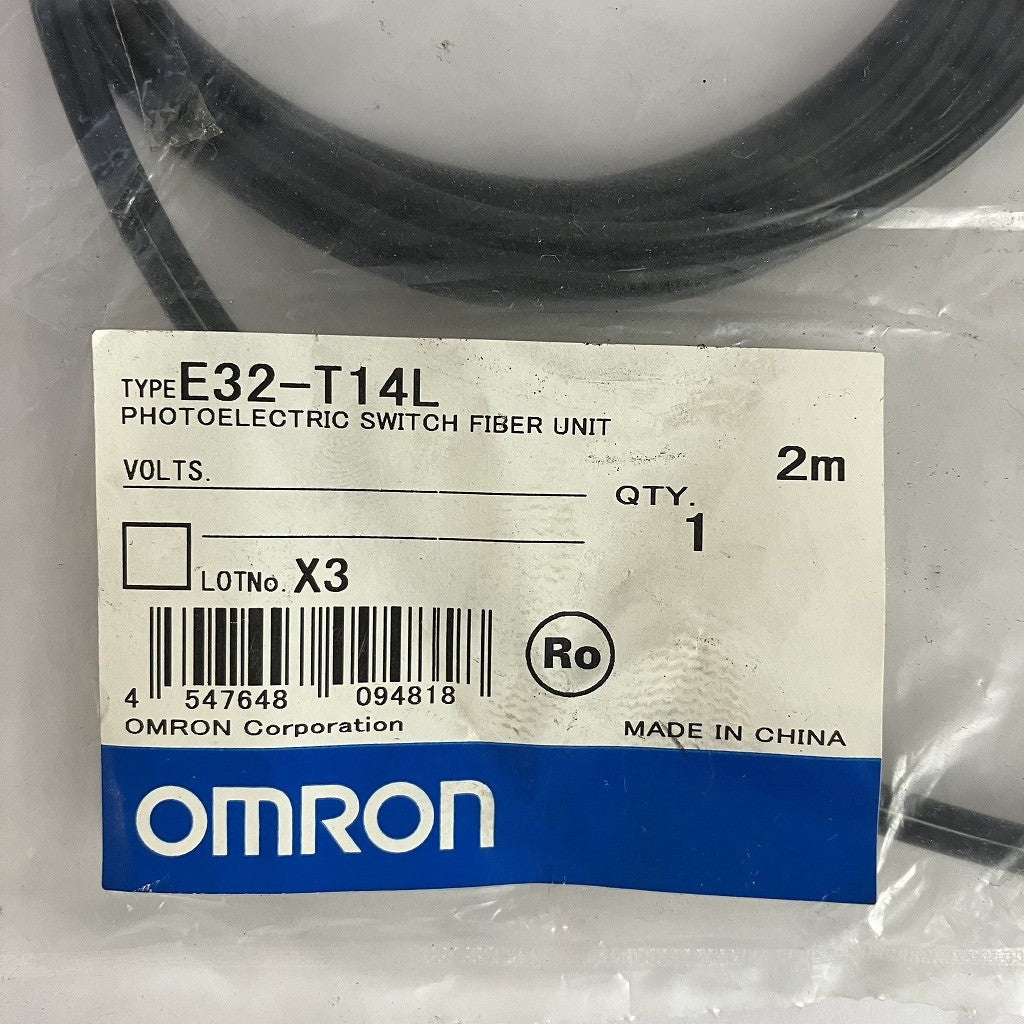 TYPE E32-T14L
PHOTOELECTRIC SWITCH FIBER UNIT
VOLTS.
2m
QTY.
1
LOTNo. X3
Ro
4 547648 094818
OMRON Corporation
MADE IN CHINA
OMRON